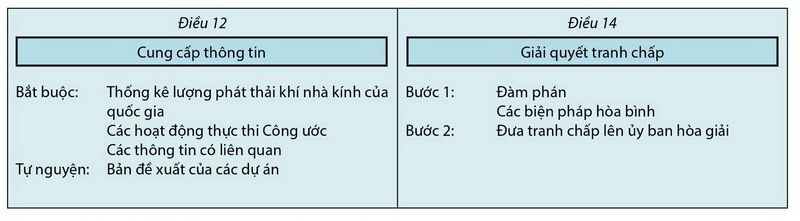 Điều 12
Cung cấp thông tin
Bắt buộc: Thống kê lượng phát thải khí nhà kính của
quốc gia
Các hoạt động thực thi Công ước
Các thông tin có liên quan
Tự nguyện: Bản đề xuất của các dự án
Điều 14
Giải quyết tranh chấp
Bước 1: Đàm phán
Các biện pháp hòa bình
Bước 2: Đưa tranh chấp lên ủy ban hòa giải